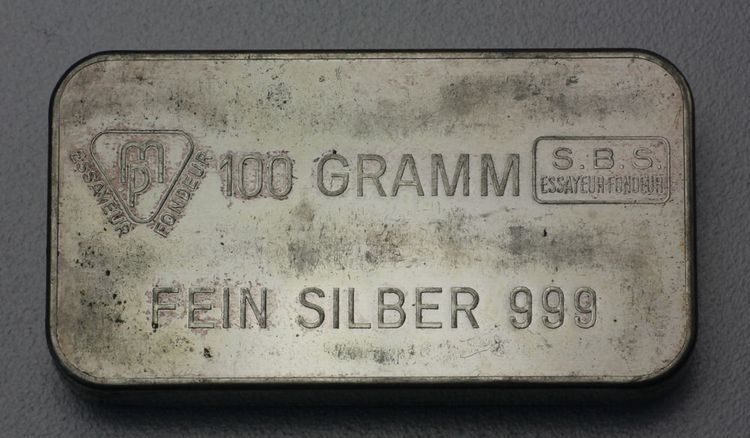 MP
ESSAYEUR FONDEUR
100 GRAMM
S.B.S.
ESSAYEUR-FONDEUR
FEIN SILBER 999